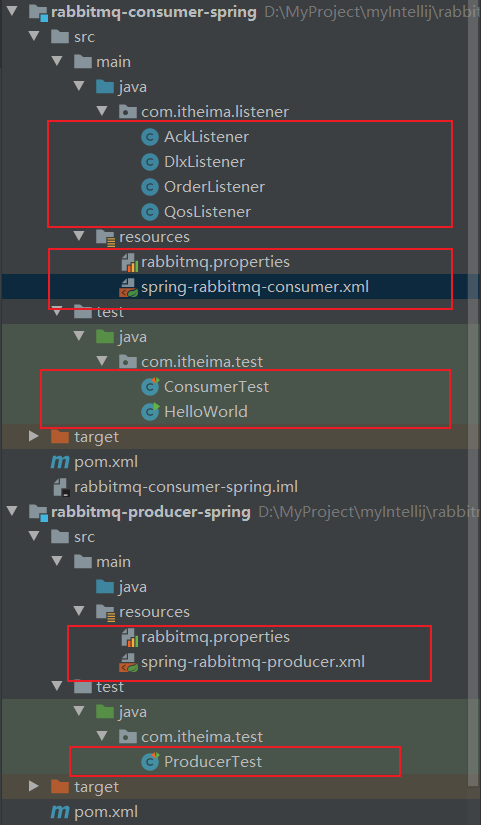 rabbitmq-consumer-spring D:\MyProject\myIntellij\rabbi
src
main
java
com.itheima.listener
AckListener
DlxListener
OrderListener
QosListener
resources
rabbitmq.properties
spring-rabbitmq-consumer.xml
test
java
com.itheima.test
ConsumerTest
HelloWorld
target
pom.xml
rabbitmq-consumer-spring.iml
rabbitmq-producer-spring D:\MyProject\myIntellij\rabbit
src
main
java
resources
rabbitmq.properties
spring-rabbitmq-producer.xml
test
java
com.itheima.test
ProducerTest
target
pom.xml